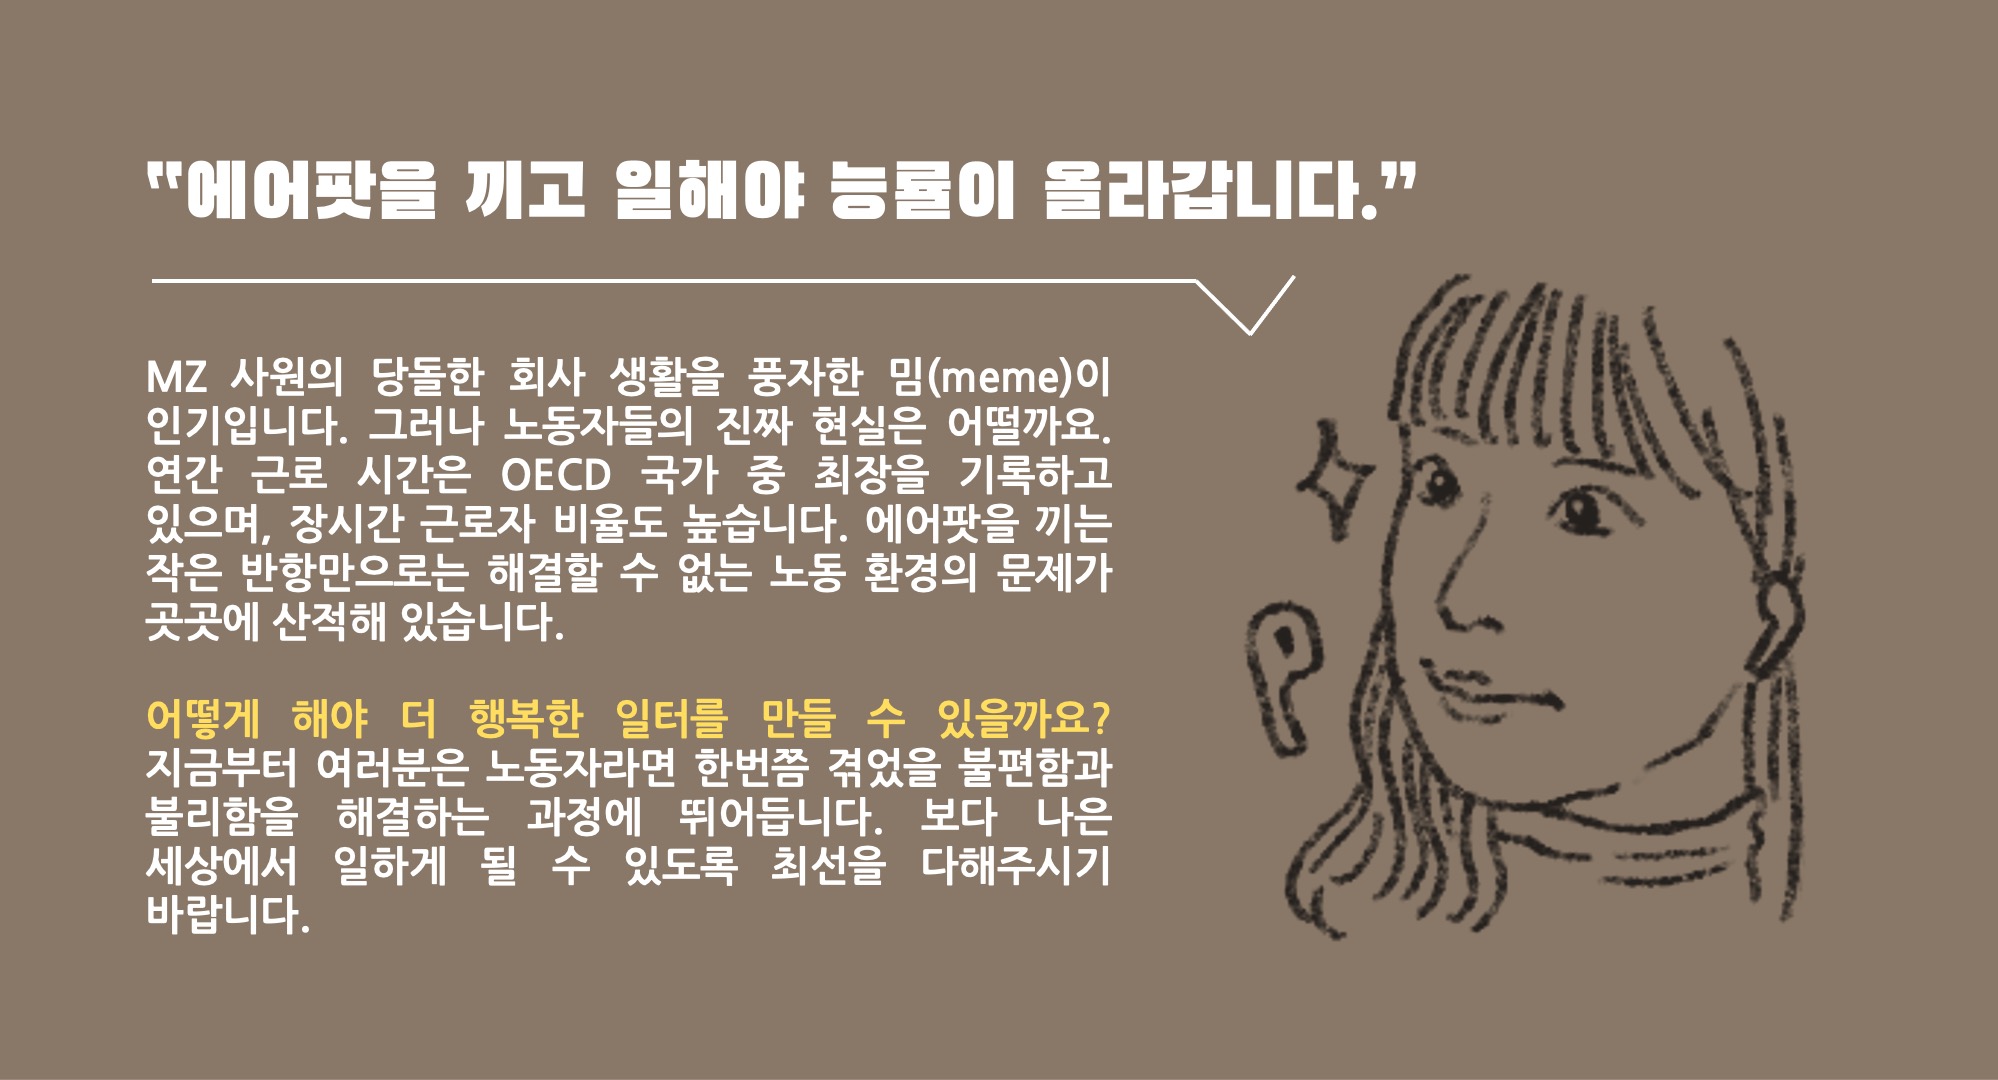 "에어팟을 끼고 일해야 능률이 올라갑니다."
MZ 사원의 당돌한 회사 생활을 풍자한 밈(meme)이
인기입니다. 그러나 노동자들의 진짜 현실은 어떨까요.
연간 근로 시간은 OECD 국가 중 최장을 기록하고
있으며, 장시간 근로자 비율도 높습니다. 에어팟을 끼는
작은 반항만으로는 해결할 수 없는 노동 환경의 문제가
곳곳에 산적해 있습니다.
어떻게 해야 더 행복한 일터를 만들 수 있을까요?
지금부터 여러분은 노동자라면 한번쯤 겪었을 불편함과
불리함을 해결하는 과정에 뛰어듭니다. 보다 나은
세상에서 일하게 될 수 있도록 최선을 다해주시기
바랍니다.